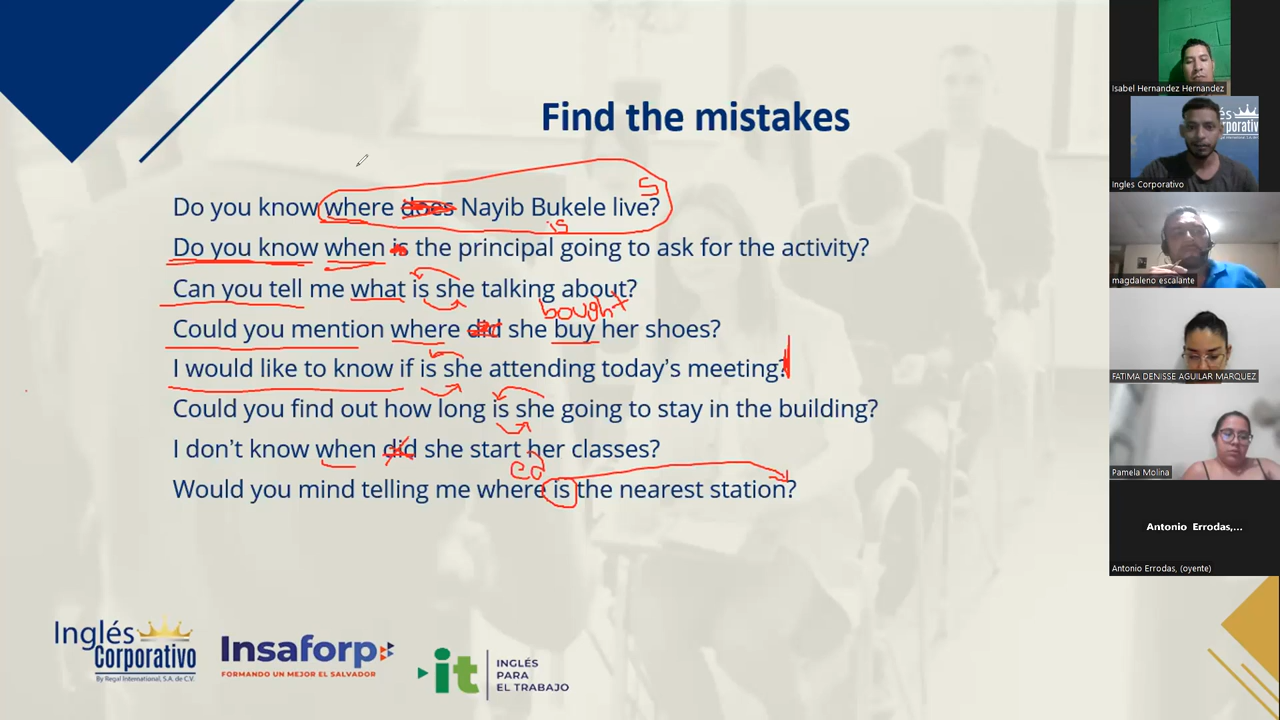 Find the mistakes
Do you know where does Nayib Bukele live?
s
is
Do you know when is the principal going to ask for the activity?
Can you tell me what is she talking about?
bought
Could you mention where did she buy her shoes?
I would like to know if is she attending today’s meeting?
Could you find out how long is she going to stay in the building?
I don’t know when did she start her classes?
ed
Would you mind telling me where is the nearest station?
Inglés
Corporativo
By Regal International, S.A. de C.V.
Insaforp
FORMANDO UN MEJOR EL SALVADOR
it
INGLÉS
PARA
EL TRABAJO
Isabel Hernandez Hernandez
glés
orporativo
Ingles Corporativo
magdaleno escalante
FATIMA DENISSE AGUILAR MARQUEZ
Pamela Molina
Antonio Errodas,...
Antonio Errodas, (oyente)